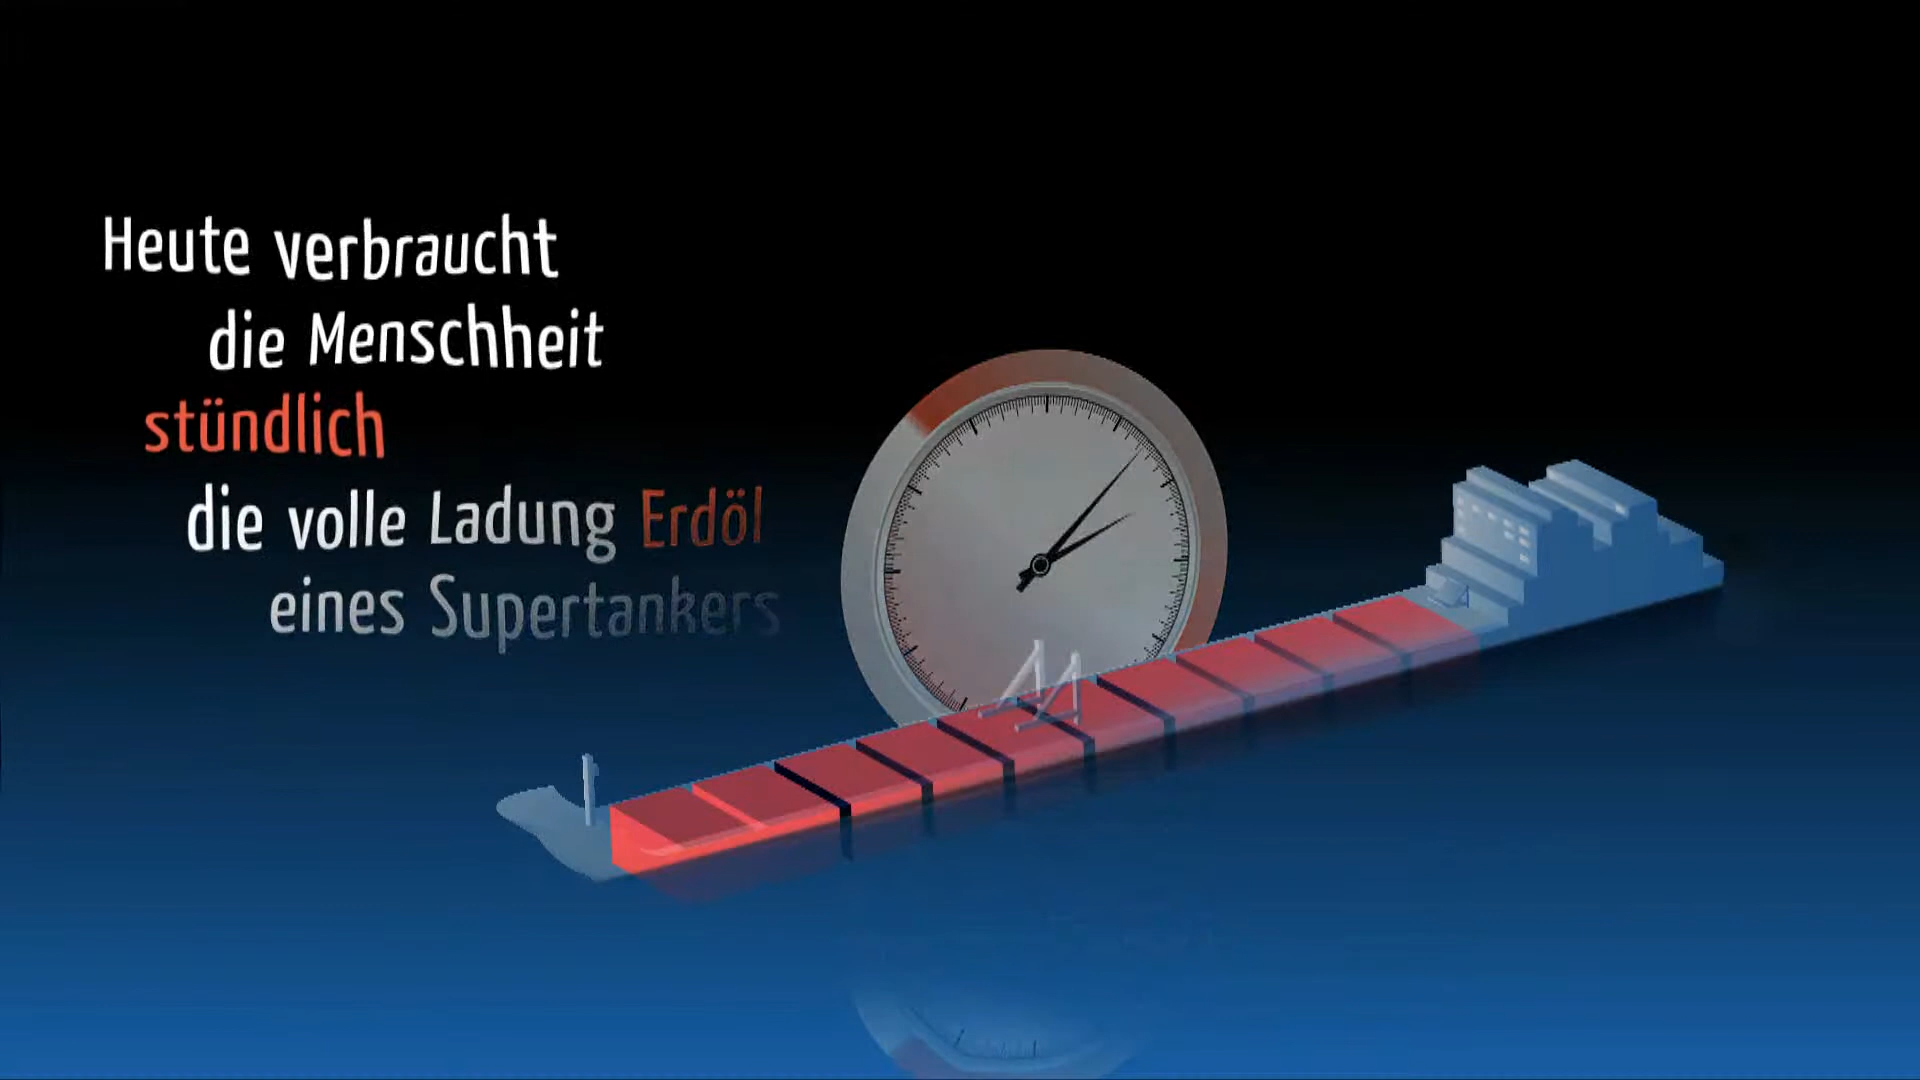 Heute verbraucht
die Menschheit
stündlich
die volle Ladung Erdöl
eines Supertankers